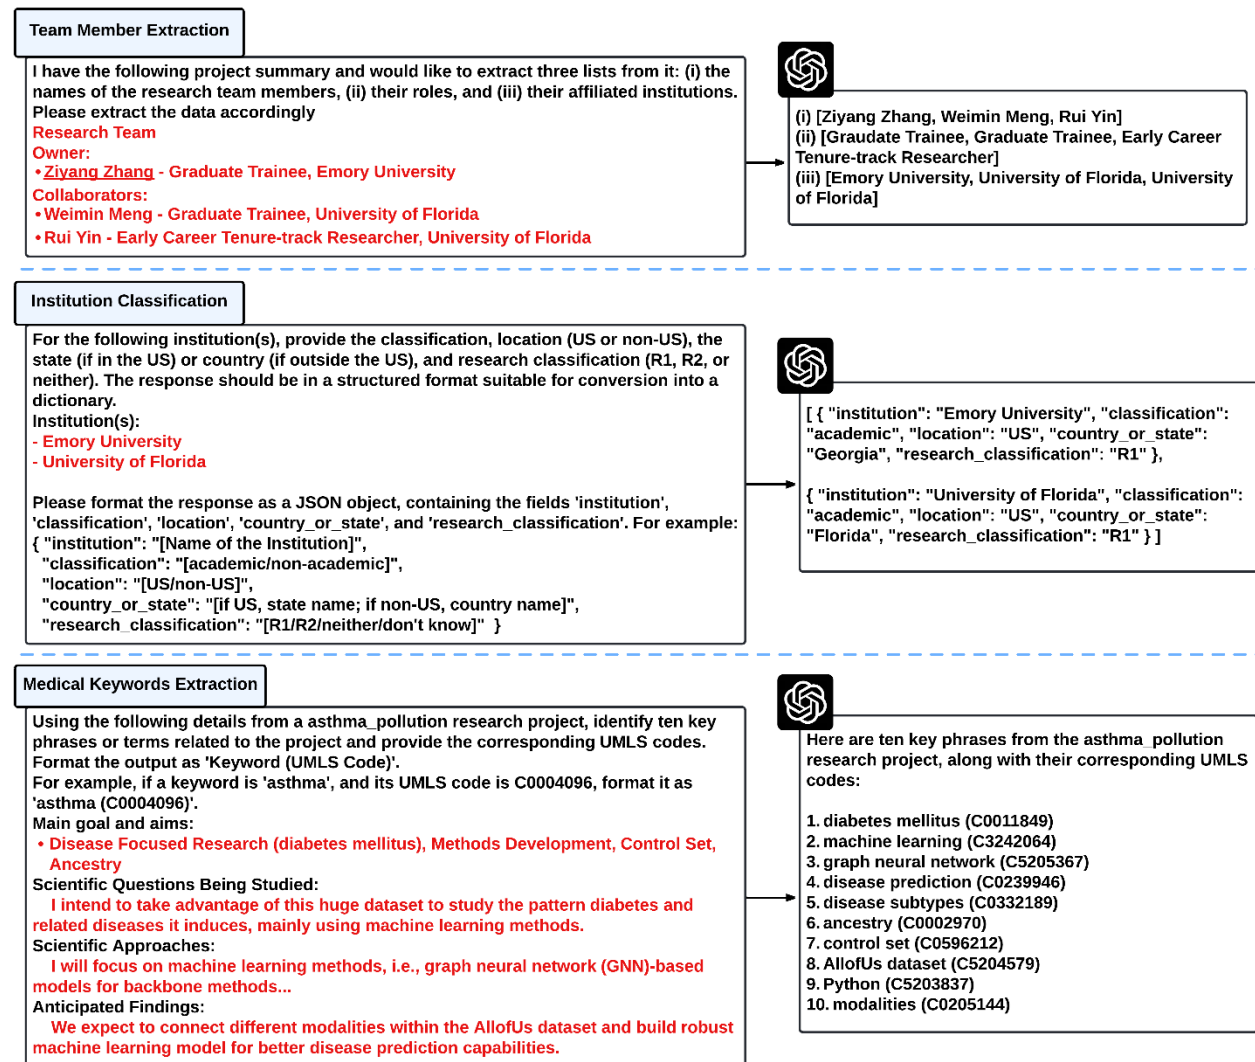 Team Member Extraction
I have the following project summary and would like to extract three lists from it: (i) the
names of the research team members, (ii) their roles, and (iii) their affiliated institutions.
Please extract the data accordingly
Research Team
Owner:
• Ziyang Zhang - Graduate Trainee, Emory University
Collaborators:
• Weimin Meng - Graduate Trainee, University of Florida
• Rui Yin - Early Career Tenure-track Researcher, University of Florida
(i) [Ziyang Zhang, Weimin Meng, Rui Yin]
(ii) [Graudate Trainee, Graduate Trainee, Early Career
Tenure-track Researcher]
(iii) [Emory University, University of Florida, University
of Florida]
Institution Classification
For the following institution(s), provide the classification, location (US or non-US), the
state (if in the US) or country (if outside the US), and research classification (R1, R2, or
neither). The response should be in a structured format suitable for conversion into a
dictionary.
Institution(s):
- Emory University
- University of Florida
Please format the response as a JSON object, containing the fields 'institution',
'classification', 'location', 'country_or_state', and 'research_classification'. For example:
{ "institution": "[Name of the Institution]",
"classification": "[academic/non-academic]",
"location": "[US/non-US]",
"country_or_state": "[if US, state name; if non-US, country name]",
"research_classification": "[R1/R2/neither/don't know]" }
[ { "institution": "Emory University", "classification":
"academic", "location": "US", "country_or_state":
"Georgia", "research_classification": "R1" },
{ "institution": "University of Florida", "classification":
"academic", "location": "US", "country_or_state":
"Florida", "research_classification": "R1" } ]
Medical Keywords Extraction
Using the following details from a asthma_pollution research project, identify ten key
phrases or terms related to the project and provide the corresponding UMLS codes.
Format the output as 'Keyword (UMLS Code)'.
For example, if a keyword is 'asthma', and its UMLS code is C0004096, format it as
'asthma (C0004096)'.
Main goal and aims:
• Disease Focused Research (diabetes mellitus), Methods Development, Control Set,
Ancestry
Scientific Questions Being Studied:
I intend to take advantage of this huge dataset to study the pattern diabetes and
related diseases it induces, mainly using machine learning methods.
Scientific Approaches:
I will focus on machine learning methods, i.e., graph neural network (GNN)-based
models for backbone methods...
Anticipated Findings:
We expect to connect different modalities within the AllofUs dataset and build robust
machine learning model for better disease prediction capabilities.
Here are ten key phrases from the asthma_pollution
research project, along with their corresponding UMLS
codes:
1. diabetes mellitus (C0011849)
2. machine learning (C3242064)
3. graph neural network (C5205367)
4. disease prediction (C0239946)
5. disease subtypes (C0332189)
6. ancestry (C0002970)
7. control set (C0596212)
8. AllofUs dataset (C5204579)
9. Python (C5203837)
10. modalities (C0205144)